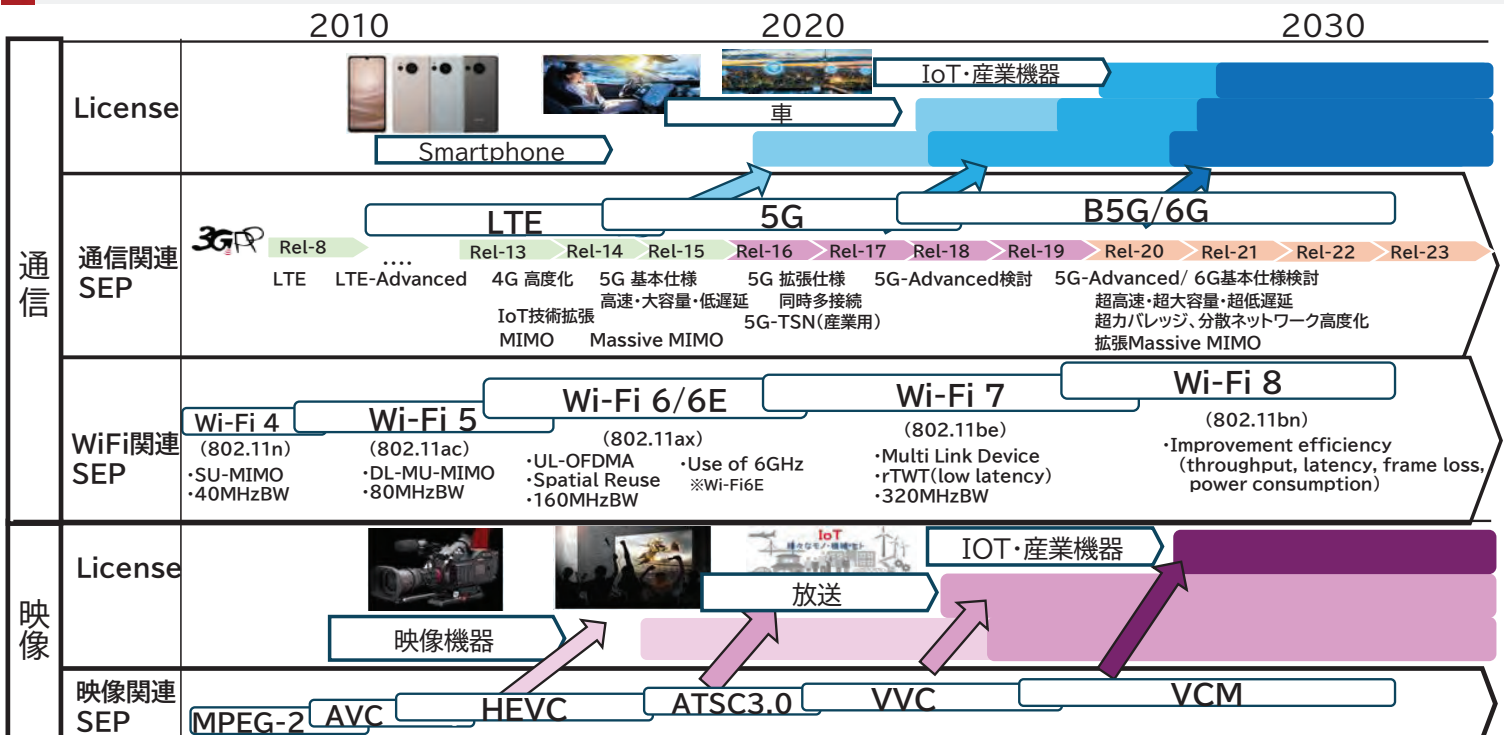 2010 2020 2030
通信
License
Smartphone
車
IoT・産業機器
通信関連
SEP
LTE
5G
B5G/6G
3GPP
Rel-8
....
Rel-13
Rel-14
Rel-15
Rel-16
Rel-17
Rel-18
Rel-19
Rel-20
Rel-21
Rel-22
Rel-23
LTE
LTE-Advanced
4G 高度化
IoT技術拡張
MIMO
5G 基本仕様
高速・大容量・低遅延
Massive MIMO
5G 拡張仕様
同時多接続
5G-TSN(産業用)
5G-Advanced検討
5G-Advanced/ 6G基本仕様検討
超高速・超大容量・超低遅延
超カバレッジ、分散ネットワーク高度化
拡張Massive MIMO
WiFi関連
SEP
Wi-Fi 4
(802.11n)
・SU-MIMO
・40MHzBW
Wi-Fi 5
(802.11ac)
・DL-MU-MIMO
・80MHzBW
Wi-Fi 6/6E
(802.11ax)
・UL-OFDMA
・Spatial Reuse
・160MHzBW
・Use of 6GHz
※Wi-Fi6E
Wi-Fi 7
(802.11be)
・Multi Link Device
・rTWT(low latency)
・320MHzBW
Wi-Fi 8
(802.11bn)
・Improvement efficiency
(throughput, latency, frame loss,
power consumption)
映像
License
映像機器
放送
IoT
様々なモノ・機械・ヒト
IOT・産業機器
映像関連
SEP
MPEG-2
AVC
HEVC
ATSC3.0
VVC
VCM